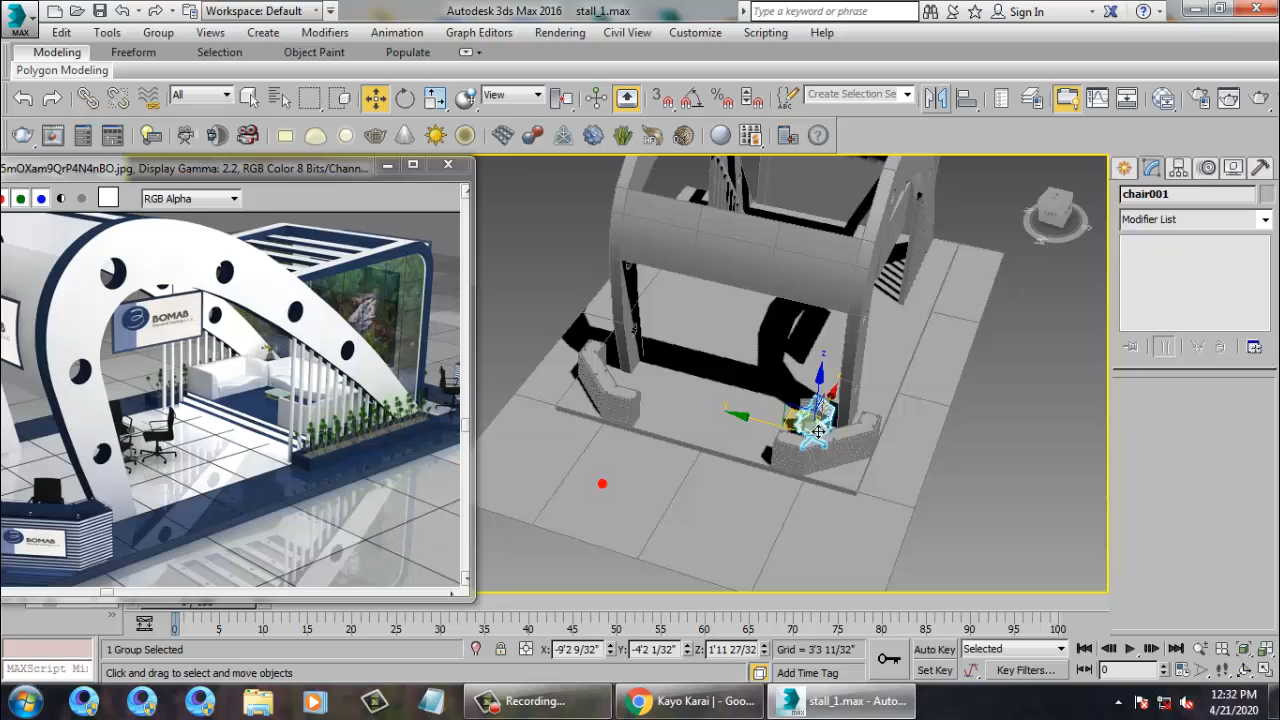 Workspace: Default
Autodesk 3ds Max 2016 stall_1.max
Type a keyword or phrase
Sign In
MAX
Edit Tools Group Views Create Modifiers Animation Graph Editors Rendering Civil View Customize Scripting Help
Modeling Freeform Selection Object Paint Populate
Polygon Modeling
All
View
Create Selection Se
5mOXam9QrP4N4nBO.jpg, Display Gamma: 2.2, RGB Color 8 Bits/Chann...
RGB Alpha
chair001
Modifier List
BOMAB
BOMAB
z
0 5 10 15 20 25 30 35 40 45 50 55 60 65 70 75 80 85 90 95 100
1 Group Selected
X: -9'2 9/32"
Y: -4'2 1/32"
Z: 1'11 27/32
Grid = 3'3 11/32"
Auto Key
Selected
MAXScript Mi
Click and drag to select and move objects
Add Time Tag
Set Key
Key Filters...
0
Recording...
Kayo Karai | - Goo...
stall_1.max - Auto...
12:32 PM
4/21/2020